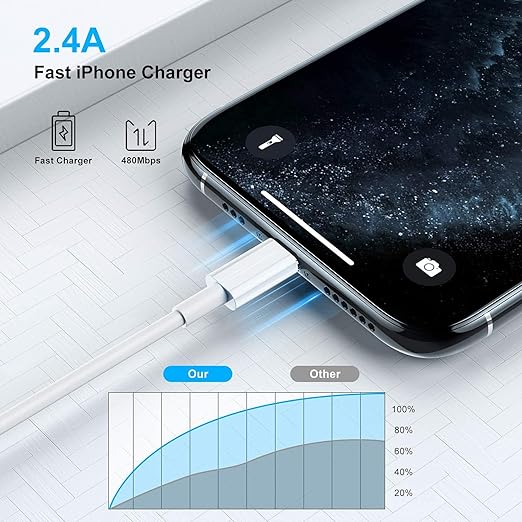 2.4A
Fast iPhone Charger
Fast Charger
480Mbps
Our
Other
100%
80%
60%
40%
20%